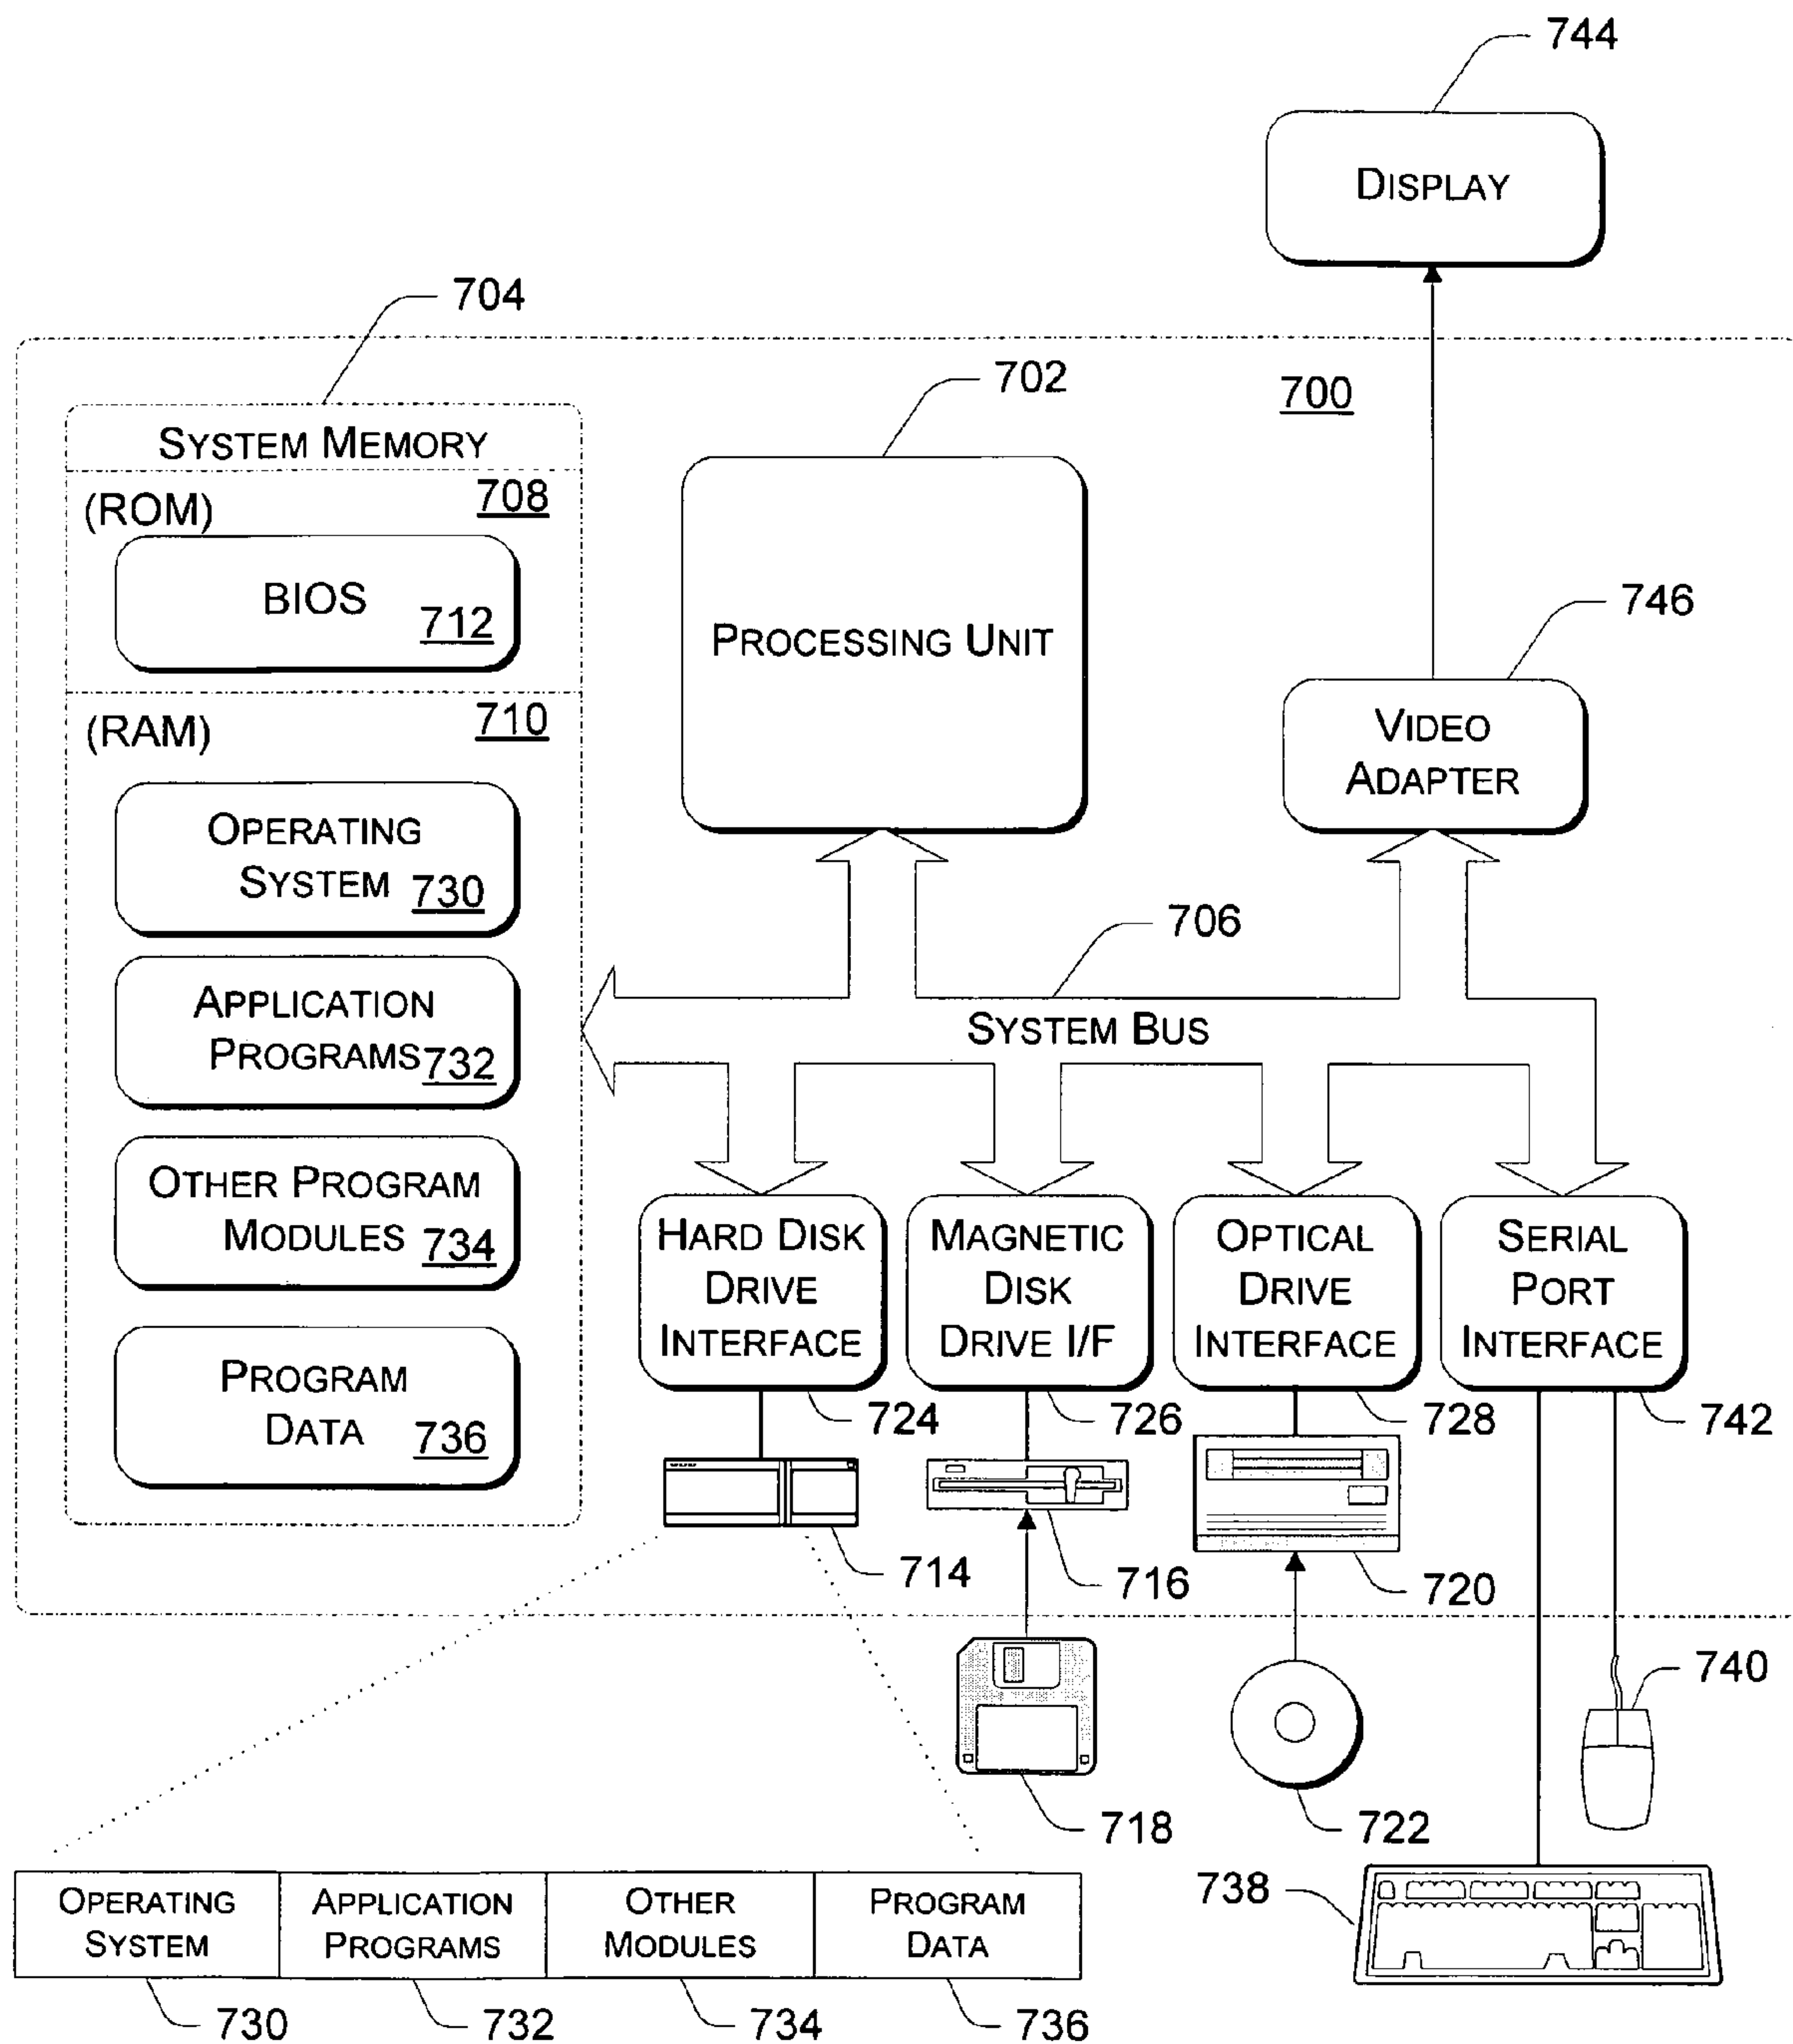 744
DISPLAY
704
702
700
SYSTEM MEMORY
(ROM)
708
BIOS
712
PROCESSING UNIT
746
(RAM)
710
VIDEO
ADAPTER
OPERATING
SYSTEM 730
706
APPLICATION
PROGRAMS 732
SYSTEM BUS
OTHER PROGRAM
MODULES 734
HARD DISK
DRIVE
INTERFACE
MAGNETIC
DISK
DRIVE I/F
OPTICAL
DRIVE
INTERFACE
SERIAL
PORT
INTERFACE
PROGRAM
DATA 736
724
726
728
742
714
716
720
740
718
722
738
OPERATING
SYSTEM
APPLICATION
PROGRAMS
OTHER
MODULES
PROGRAM
DATA
730
732
734
736